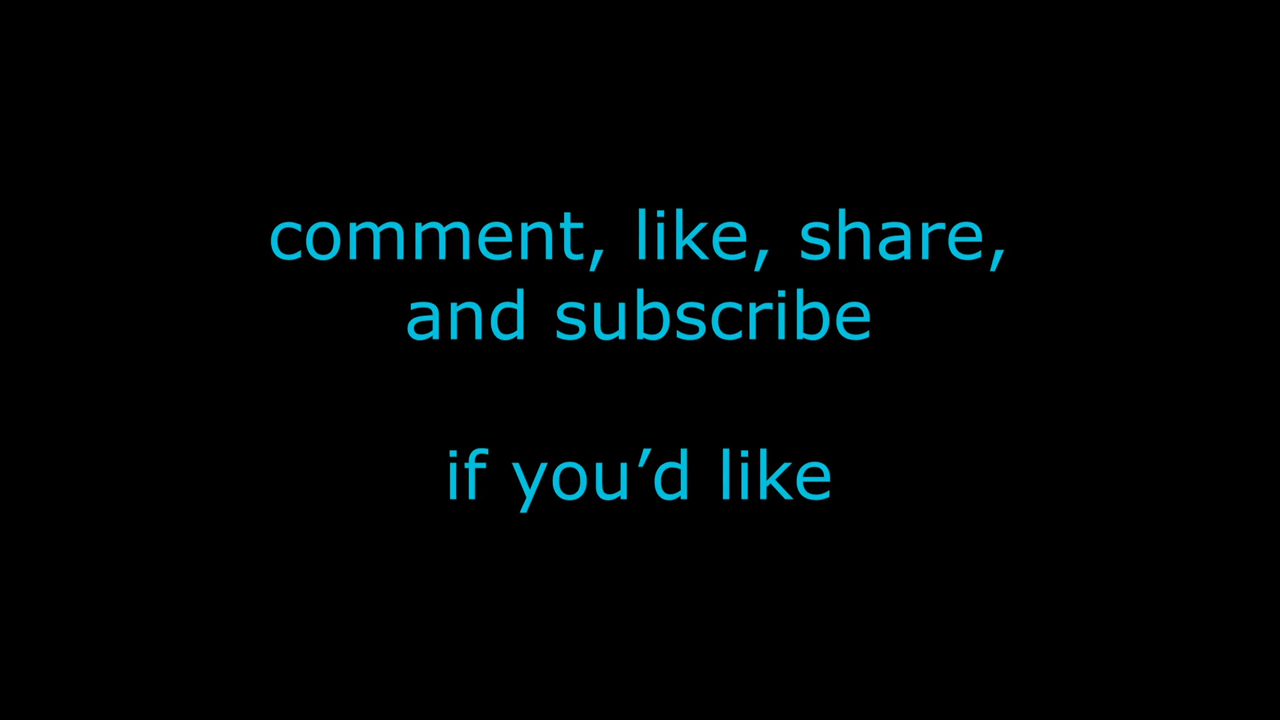 comment, like, share,
and subscribe
if you’d like